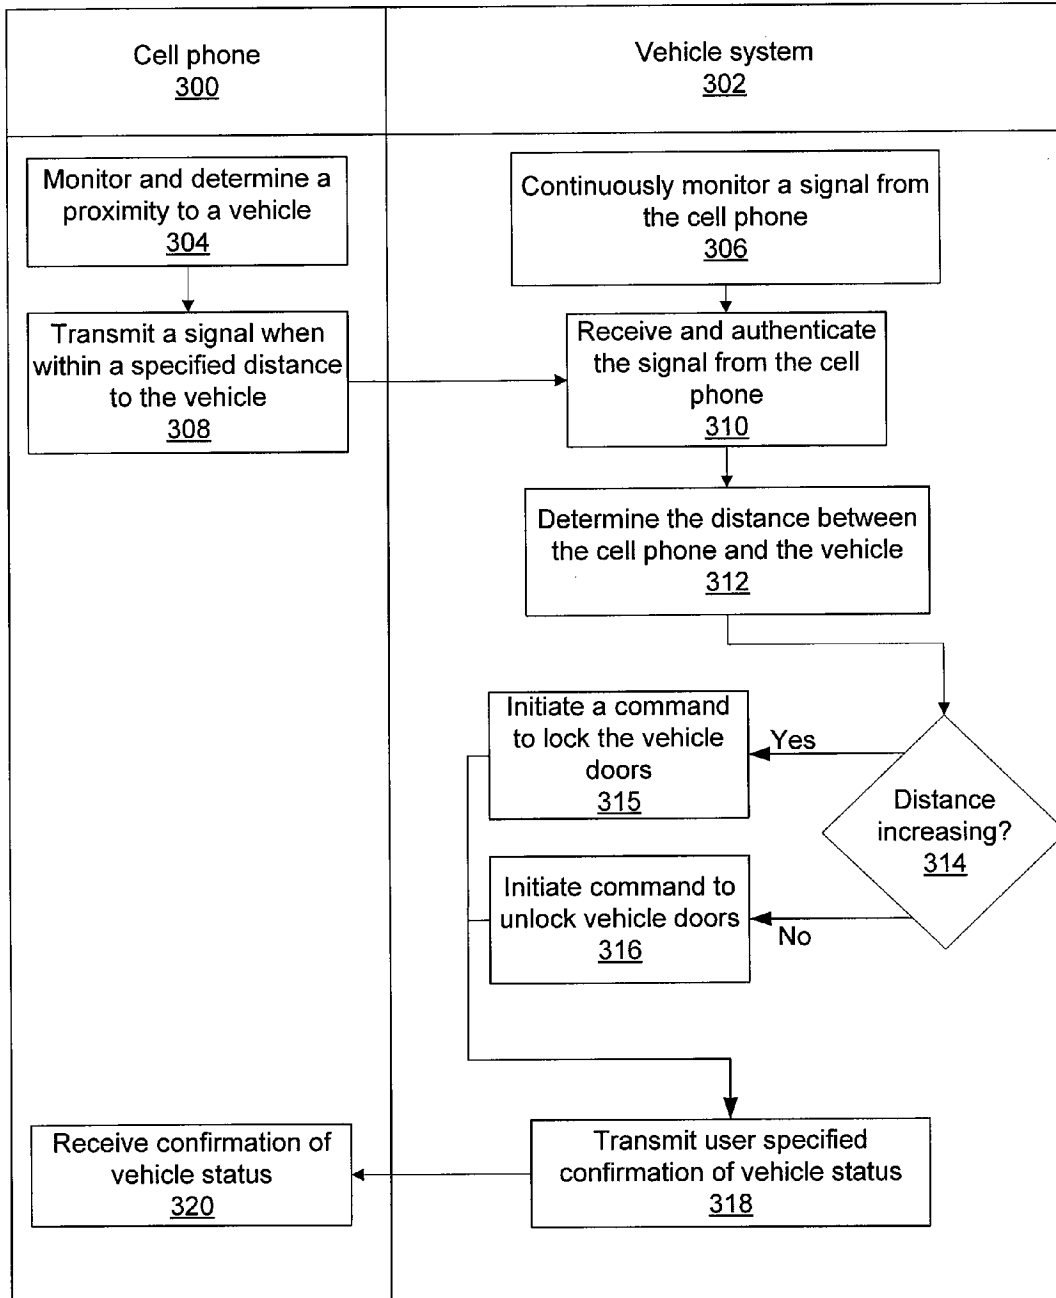 Cell phone
300
Vehicle system
302
Monitor and determine a
proximity to a vehicle
304
Continuously monitor a signal from
the cell phone
306
Transmit a signal when
within a specified distance
to the vehicle
308
Receive and authenticate
the signal from the cell
phone
310
Determine the distance between
the cell phone and the vehicle
312
Initiate a command
to lock the vehicle
doors
315
Yes
Distance
increasing?
314
Initiate command to
unlock vehicle doors
316
No
Transmit user specified
confirmation of vehicle status
318
Receive confirmation of
vehicle status
320